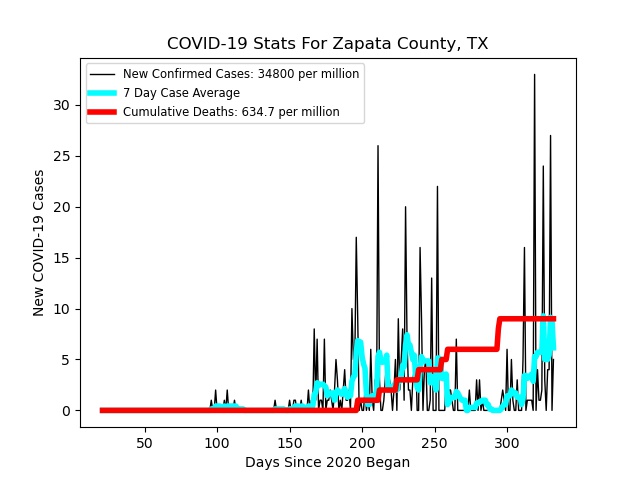 COVID-19 Stats For Zapata County, TX
New Confirmed Cases: 34800 per million
7 Day Case Average
Cumulative Deaths: 634.7 per million
New COVID-19 Cases
30
25
20
15
10
5
0
50 100 150 200 250 300
Days Since 2020 Began